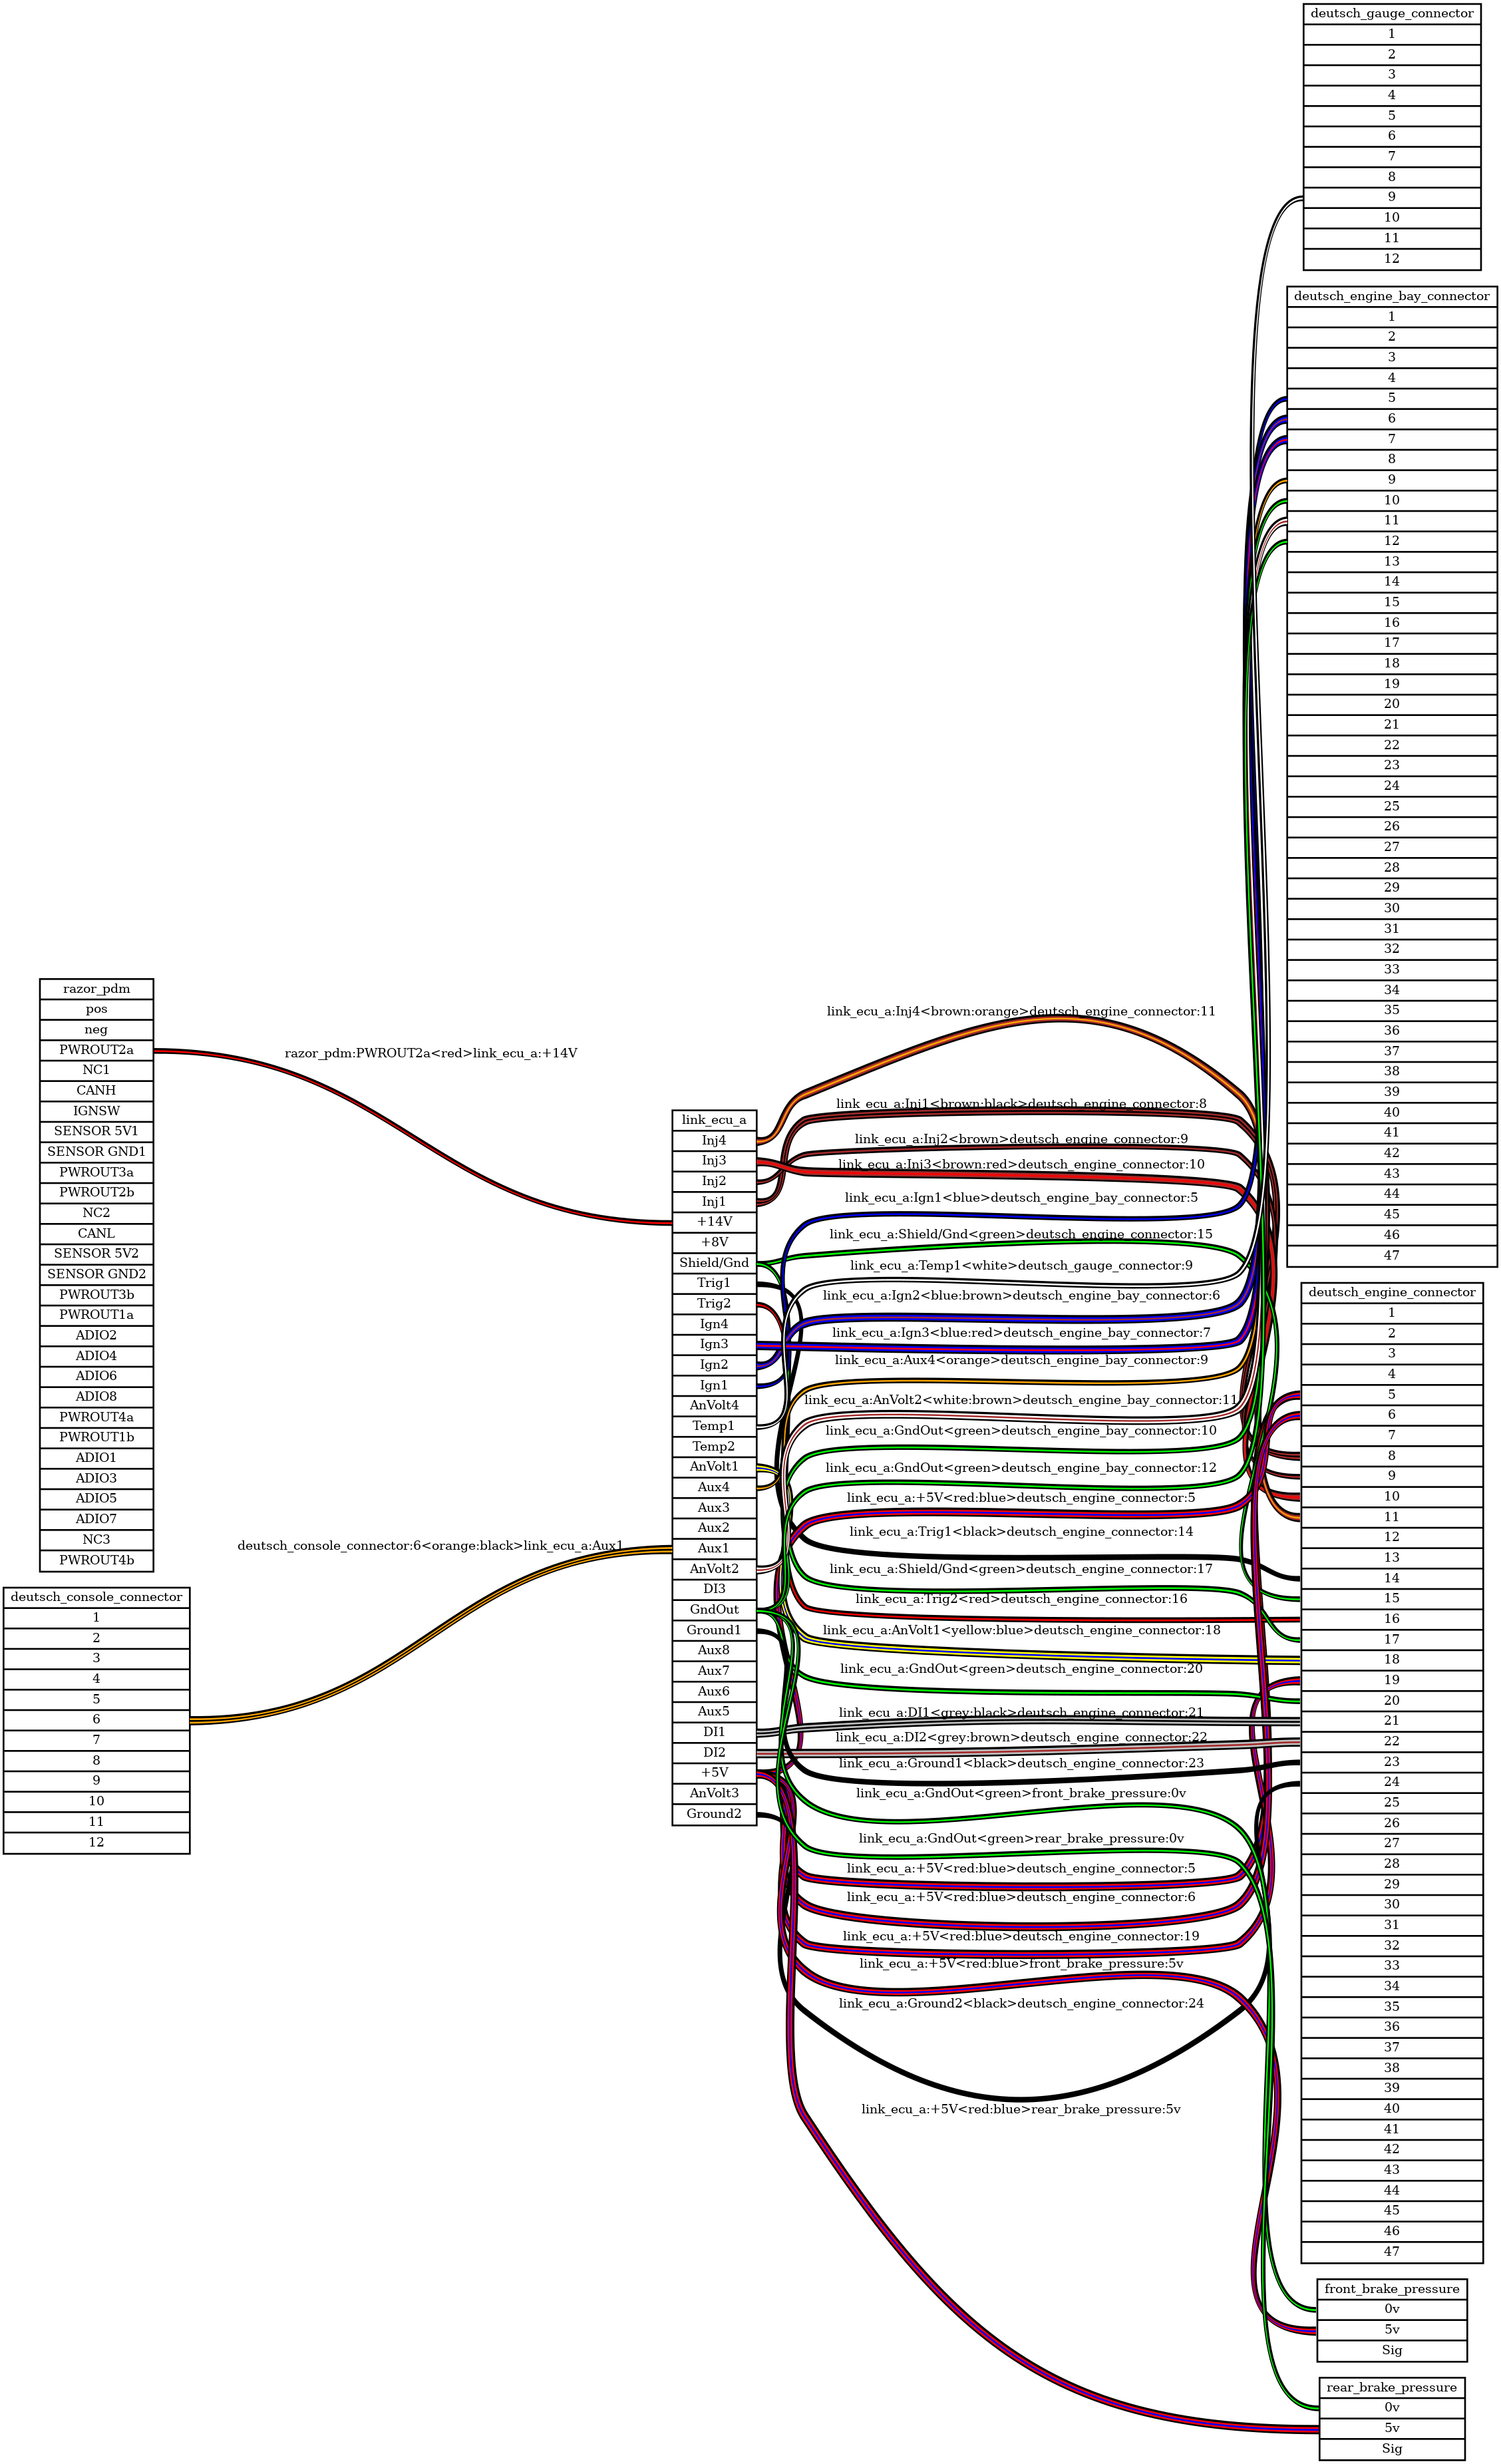 deutsch_gauge_connector
1
2
3
4
5
6
7
8
9
10
11
12
deutsch_engine_bay_connector
1
2
3
4
5
6
7
8
9
10
11
12
13
14
15
16
17
18
19
20
21
22
23
24
25
26
27
28
29
30
31
32
33
34
35
36
37
38
39
40
41
42
43
44
45
46
47
razor_pdm
pos
neg
PWROUT2a
NC1
CANH
IGNSW
SENSOR 5V1
SENSOR GND1
PWROUT3a
PWROUT2b
NC2
CANL
SENSOR 5V2
SENSOR GND2
PWROUT3b
PWROUT1a
ADIO2
ADIO4
ADIO6
ADIO8
PWROUT4a
PWROUT1b
ADIO1
ADIO3
ADIO5
ADIO7
NC3
PWROUT4b
deutsch_console_connector
1
2
3
4
5
6
7
8
9
10
11
12
razor_pdm:PWROUT2a<red>link_ecu_a:+14V
deutsch_console_connector:6<orange:black>link_ecu_a:Aux1
link_ecu_a
Inj4
Inj3
Inj2
Inj1
+14V
+8V
Shield/Gnd
Trig1
Trig2
Ign4
Ign3
Ign2
Ign1
AnVolt4
Temp1
Temp2
AnVolt1
Aux4
Aux3
Aux2
Aux1
AnVolt2
DI3
GndOut
Ground1
Aux8
Aux7
Aux6
Aux5
DI1
DI2
+5V
AnVolt3
Ground2
link_ecu_a:Inj4<brown:orange>deutsch_engine_connector:11
link_ecu_a:Inj1<brown:black>deutsch_engine_connector:8
link_ecu_a:Inj2<brown>deutsch_engine_connector:9
link_ecu_a:Inj3<brown:red>deutsch_engine_connector:10
link_ecu_a:Ign1<blue>deutsch_engine_bay_connector:5
link_ecu_a:Shield/Gnd<green>deutsch_engine_connector:15
link_ecu_a:Temp1<white>deutsch_gauge_connector:9
link_ecu_a:Ign2<blue:brown>deutsch_engine_bay_connector:6
link_ecu_a:Ign3<blue:red>deutsch_engine_bay_connector:7
link_ecu_a:Aux4<orange>deutsch_engine_bay_connector:9
link_ecu_a:AnVolt2<white:brown>deutsch_engine_bay_connector:11
link_ecu_a:GndOut<green>deutsch_engine_bay_connector:10
link_ecu_a:GndOut<green>deutsch_engine_bay_connector:12
link_ecu_a:+5V<red:blue>deutsch_engine_connector:5
link_ecu_a:Trig1<black>deutsch_engine_connector:14
link_ecu_a:Shield/Gnd<green>deutsch_engine_connector:17
link_ecu_a:Trig2<red>deutsch_engine_connector:16
link_ecu_a:AnVolt1<yellow:blue>deutsch_engine_connector:18
link_ecu_a:GndOut<green>deutsch_engine_connector:20
link_ecu_a:DI1<grey:black>deutsch_engine_connector:21
link_ecu_a:DI2<grey:brown>deutsch_engine_connector:22
link_ecu_a:Ground1<black>deutsch_engine_connector:23
link_ecu_a:GndOut<green>front_brake_pressure:0v
link_ecu_a:GndOut<green>rear_brake_pressure:0v
link_ecu_a:+5V<red:blue>deutsch_engine_connector:5
link_ecu_a:+5V<red:blue>deutsch_engine_connector:6
link_ecu_a:+5V<red:blue>deutsch_engine_connector:19
link_ecu_a:+5V<red:blue>front_brake_pressure:5v
link_ecu_a:Ground2<black>deutsch_engine_connector:24
link_ecu_a:+5V<red:blue>rear_brake_pressure:5v
deutsch_engine_connector
1
2
3
4
5
6
7
8
9
10
11
12
13
14
15
16
17
18
19
20
21
22
23
24
25
26
27
28
29
30
31
32
33
34
35
36
37
38
39
40
41
42
43
44
45
46
47
front_brake_pressure
0v
5v
Sig
rear_brake_pressure
0v
5v
Sig